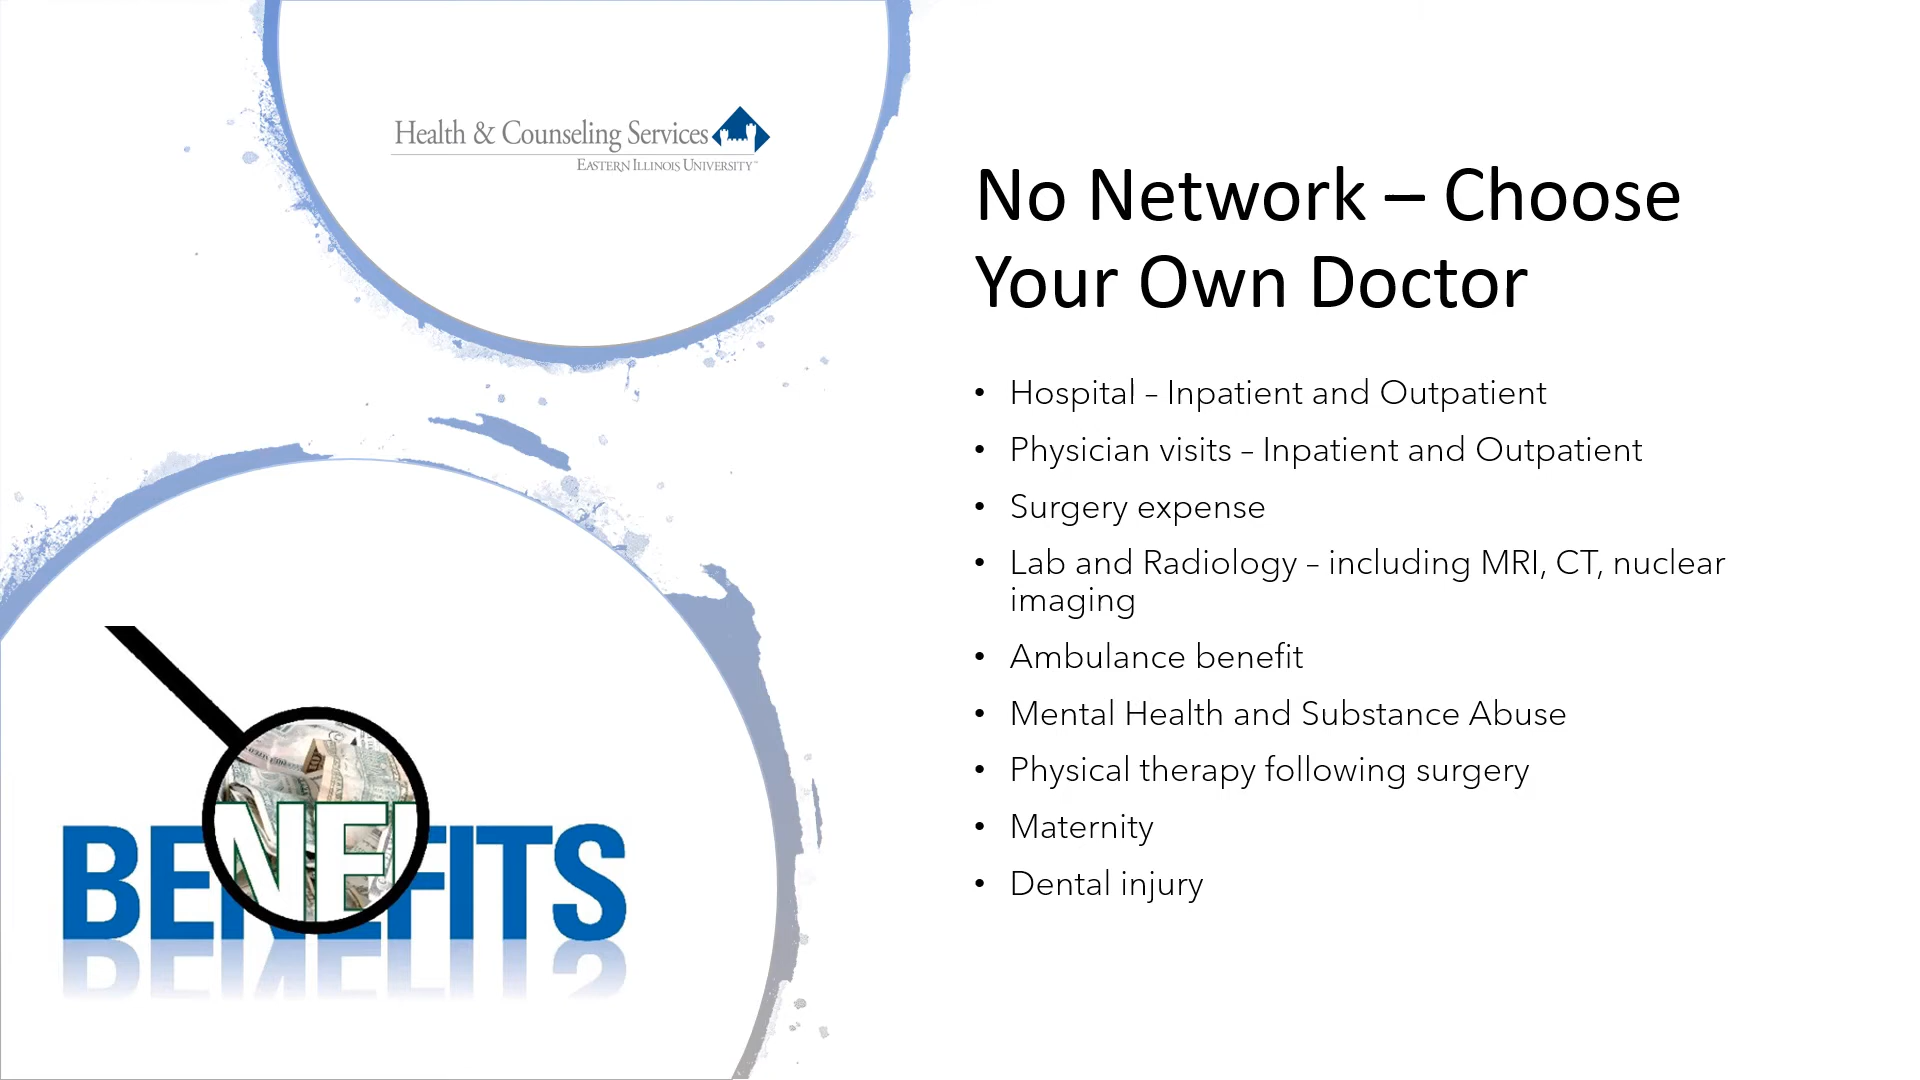 Health & Counseling Services
EASTERN ILLINOIS UNIVERSITY™
No Network – Choose
Your Own Doctor
• Hospital – Inpatient and Outpatient
• Physician visits – Inpatient and Outpatient
• Surgery expense
• Lab and Radiology – including MRI, CT, nuclear
imaging
• Ambulance benefit
• Mental Health and Substance Abuse
• Physical therapy following surgery
• Maternity
• Dental injury
BENEFITS